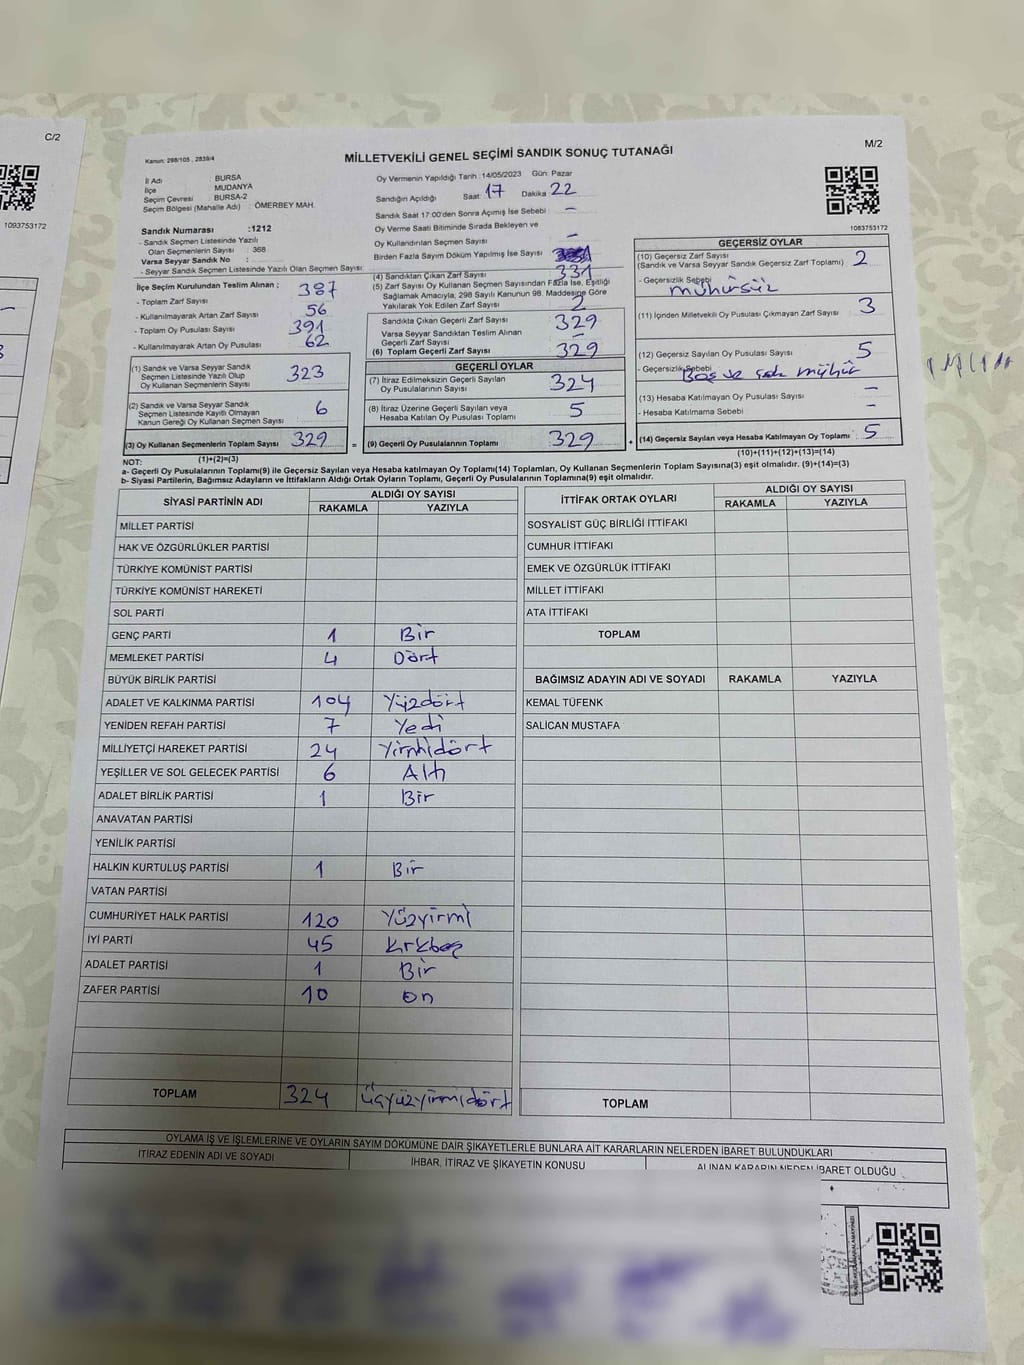 C/2
1093753172
M/2
Kanun: 298/105 , 2839/4
MİLLETVEKİLİ GENEL SEÇİMİ SANDIK SONUÇ TUTANAĞI
İl Adı : BURSA
İlçe : MUDANYA
Seçim Çevresi : BURSA-2
Seçim Bölgesi (Mahalle Adı) : ÖMERBEY MAH.
Oy Vermenin Yapıldığı Tarih :14/05/2023 Gün: Pazar
Sandığın Açıldığı Saat: 17 Dakika 22
Sandık Saat 17:00'den Sonra Açmış İse Sebebi : –
Oy Verme Saati Bitiminde Sırada Bekleyen ve
Oy Kullandırılan Seçmen Sayısı –
Birden Fazla Sayım Döküm Yapılmış İse Sayısı
1083753172
Sandık Numarası :1212
- Sandık Seçmen Listesinde Yazılı
Olan Seçmenlerin Sayısı : 368
Varsa Seyyar Sandık No :
- Seyyar Sandık Seçmen Listesinde Yazılı Olan Seçmen Sayısı:
İlçe Seçim Kurulundan Teslim Alınan ;
- Toplam Zarf Sayısı : 387
- Kullanılmayarak Artan Zarf Sayısı : 56
- Toplam Oy Pusulası Sayısı : 391
- Kullanılmayarak Artan Oy Pusulası : 62
(1) Sandık ve Varsa Seyyar Sandık
Seçmen Listesinde Yazılı Olup
Oy Kullanan Seçmenlerin Sayısı : 323
(2) Sandık ve Varsa Seyyar Sandık
Seçmen Listesinde Kayıtlı Olmayan
Kanun Gereği Oy Kullanan Seçmen Sayısı : 6
(3) Oy Kullanan Seçmenlerin Toplam Sayısı : 329
(1)+(2)=(3)
(4) Sandıktan Çıkan Zarf Sayısı : 331
(5) Zarftan Sayısı Oy Kullanan Seçmen Sayısından Fazla İse, Eşitliği
Sağlamak Amacıyla; 298 Sayılı Kanunun 98. Maddesine Göre
Yakılarak Yok Edilen Zarf Sayısı : 2
Sandıkta Çıkan Geçerli Zarf Sayısı : 329
Varsa Seyyar Sandıktan Teslim Alınan
Geçerli Zarf Sayısı : –
(6) Toplam Geçerli Zarf Sayısı : 329
GEÇERLİ OYLAR
(7) İtiraz Edilmeksizin Geçerli Sayılan
Oy Pusulalarının Sayısı : 324
(8) İtiraz Üzerine Geçerli Sayılan veya
Hesaba Katılan Oy Pusulaları Toplamı : 5
= (9) Geçerli Oy Pusulalarının Toplamı : 329
GEÇERSİZ OYLAR
(10) Geçersiz Zarf Sayısı
(Sandık ve Varsa Seyyar Sandık Geçersiz Zarf Toplamı) : 2
- Geçersizlik Sebebi : mühürsüz
(11) İçinden Milletvekili Oy Pusulası Çıkmayan Zarf Sayısı : 3
(12) Geçersiz Sayılan Oy Pusulası Sayısı : 5
- Geçersizlik Sebebi : Boş ve çok mühür
(13) Hesaba Katılmayan Oy Pusulası Sayısı : –
- Hesaba Katılmama Sebebi : –
+ (14) Geçersiz Sayılan veya Hesaba Katılmayan Oy Toplamı : 5
(10)+(11)+(12)+(13)=(14)
NOT:
a- Geçerli Oy Pusulalarının Toplamı(9) ile Geçersiz Sayılan veya Hesaba katılmayan Oy Toplamı(14) Toplamları, Oy Kullanan Seçmenlerin Toplam Sayısına(3) eşit olmalıdır. (9)+(14)=(3)
b- Siyasi Partilerin, Bağımsız Adayların ve İttifakların Aldığı Ortak Oyların Toplamı, Geçerli Oy Pusulalarının Toplamına(9) eşit olmalıdır.
SİYASİ PARTİNİN ADI ALDIĞI OY SAYISI
RAKAMLA YAZIYLA
MİLLET PARTİSİ
HAK VE ÖZGÜRLÜKLER PARTİSİ
TÜRKİYE KOMÜNİST PARTİSİ
TÜRKİYE KOMÜNİST HAREKETİ
SOL PARTİ
GENÇ PARTİ 1 Bir
MEMLEKET PARTİSİ 4 Dört
BÜYÜK BİRLİK PARTİSİ
ADALET VE KALKINMA PARTİSİ 104 Yüzdört
YENİDEN REFAH PARTİSİ 7 Yedi
MİLLİYETÇİ HAREKET PARTİSİ 24 Yirmidört
YEŞİLLER VE SOL GELECEK PARTİSİ 6 Altı
ADALET BİRLİK PARTİSİ 1 Bir
ANAVATAN PARTİSİ
YENİLİK PARTİSİ
HALKIN KURTULUŞ PARTİSİ 1 Bir
VATAN PARTİSİ
CUMHURİYET HALK PARTİSİ 120 Yüzyirmi
İYİ PARTİ 45 Kırkbeş
ADALET PARTİSİ 1 Bir
ZAFER PARTİSİ 10 on
TOPLAM 324 üçyüzyirmidört
İTTİFAK ORTAK OYLARI ALDIĞI OY SAYISI
RAKAMLA YAZIYLA
SOSYALİST GÜÇ BİRLİĞİ İTTİFAKI
CUMHUR İTTİFAKI
EMEK VE ÖZGÜRLÜK İTTİFAKI
MİLLET İTTİFAKI
ATA İTTİFAKI
TOPLAM
BAĞIMSIZ ADAYIN ADI VE SOYADI RAKAMLA YAZIYLA
KEMAL TÜFENK
SALİCAN MUSTAFA
TOPLAM
OYLAMA İŞ VE İŞLEMLERİNE VE OYLARIN SAYIM DÖKÜMÜNE DAİR ŞİKAYETLERLE BUNLARA AİT KARARLARIN NELERDEN İBARET BULUNDUKLARI
İTİRAZ EDENİN ADI VE SOYADI
İHBAR, İTİRAZ VE ŞİKAYETİN KONUSU
ALINAN KARARIN NEDEN İBARET OLDUĞU